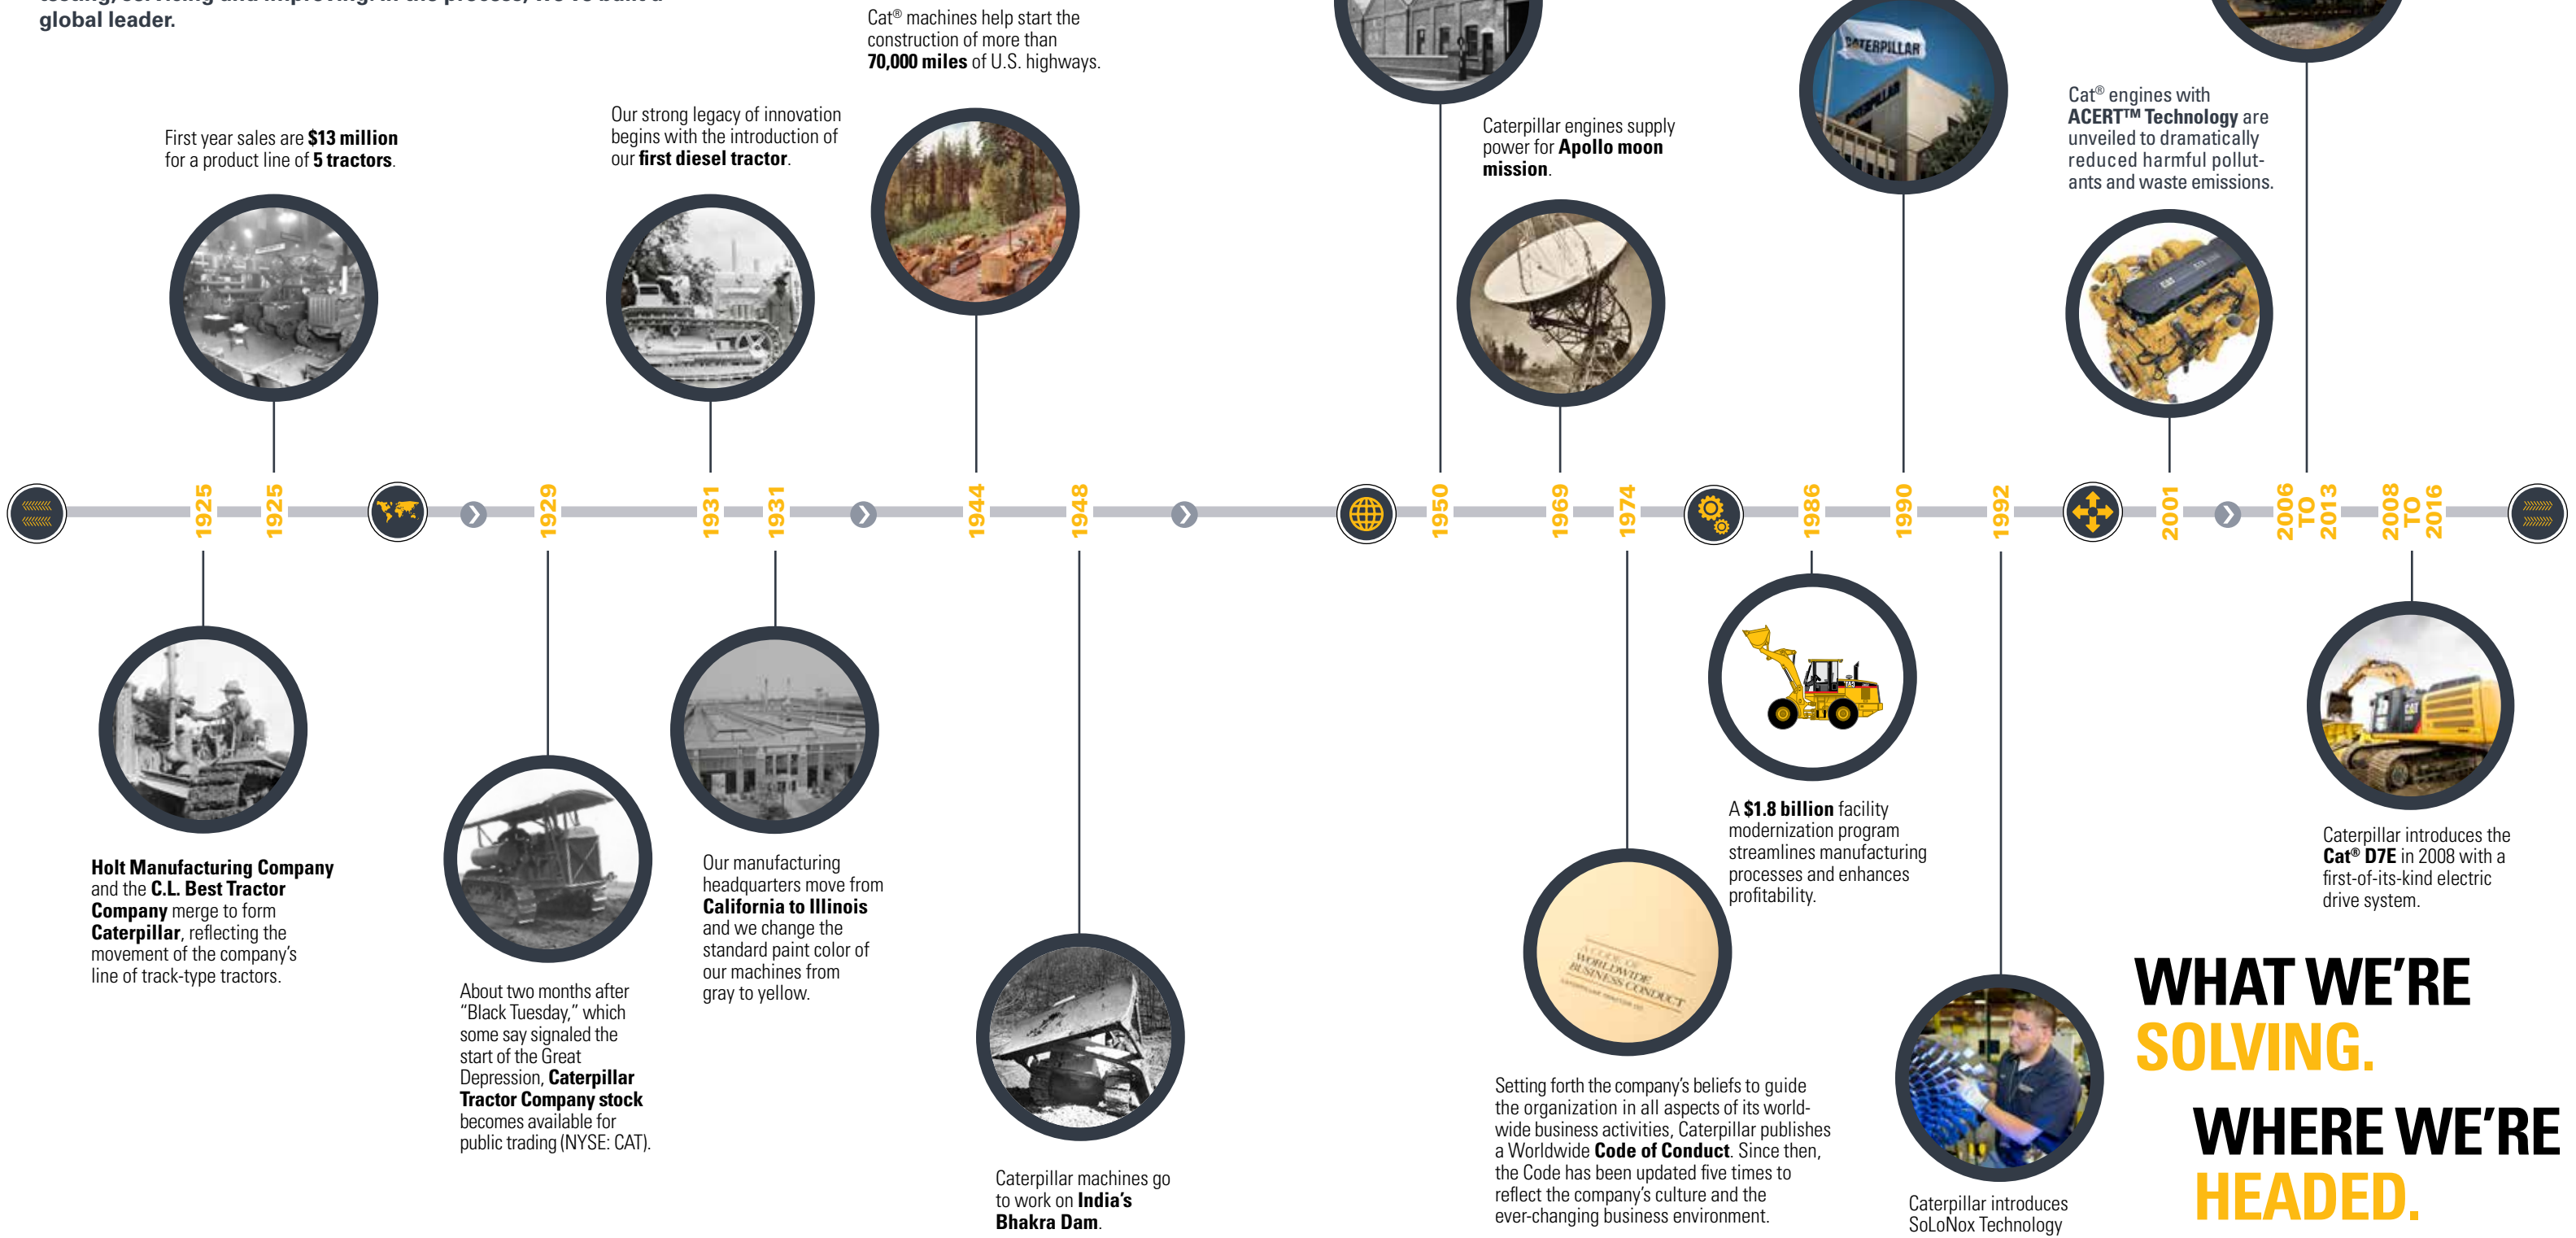 global leader.
First year sales are $13 million
for a product line of 5 tractors.
Our strong legacy of innovation
begins with the introduction of
our first diesel tractor.
Cat® machines help start the
construction of more than
70,000 miles of U.S. highways.
Caterpillar engines supply
power for Apollo moon
mission.
CATERPILLAR
CATERPILLAR
Cat® engines with
ACERT™ Technology are
unveiled to dramatically
reduced harmful pollut-
ants and waste emissions.
CAT
1925
1925
1929
1931
1931
1944
1948
1950
1969
1974
1986
1990
1992
2001
2006
TO
2013
2008
TO
2016
Holt Manufacturing Company
and the C.L. Best Tractor
Company merge to form
Caterpillar, reflecting the
movement of the company's
line of track-type tractors.
About two months after
“Black Tuesday,” which
some say signaled the
start of the Great
Depression, Caterpillar
Tractor Company stock
becomes available for
public trading (NYSE: CAT).
Our manufacturing
headquarters move from
California to Illinois
and we change the
standard paint color of
our machines from
gray to yellow.
Caterpillar machines go
to work on India's
Bhakra Dam.
A CODE OF
WORLDWIDE
BUSINESS CONDUCT
Setting forth the company's beliefs to guide
the organization in all aspects of its world-
wide business activities, Caterpillar publishes
a Worldwide Code of Conduct. Since then,
the Code has been updated five times to
reflect the company's culture and the
ever-changing business environment.
A $1.8 billion facility
modernization program
streamlines manufacturing
processes and enhances
profitability.
Caterpillar introduces
SoLoNox Technology
CAT
Caterpillar introduces the
Cat® D7E in 2008 with a
first-of-its-kind electric
drive system.
WHAT WE'RE
SOLVING.
WHERE WE'RE
HEADED.